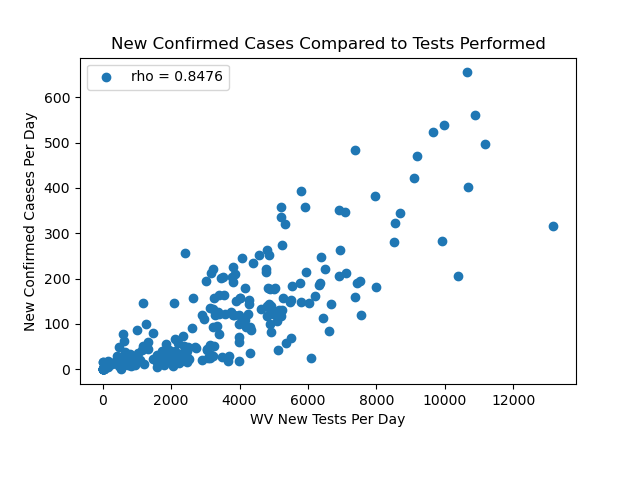 New Confirmed Cases Compared to Tests Performed
rho = 0.8476
New Confirmed Caeses Per Day
600
500
400
300
200
100
0
0 2000 4000 6000 8000 10000 12000
WV New Tests Per Day